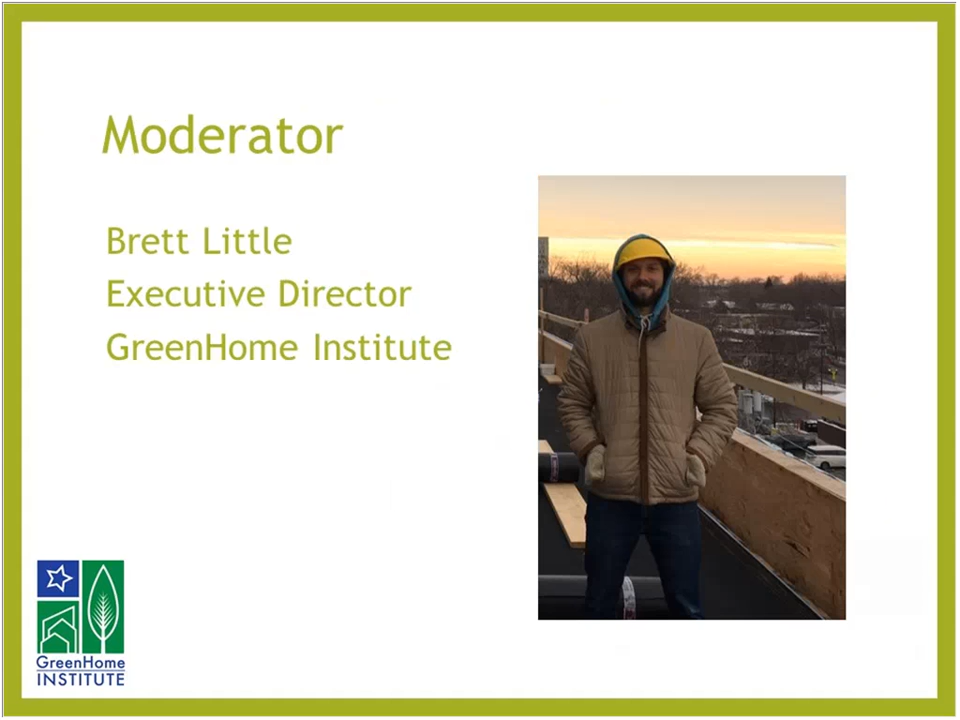 Moderator
Brett Little
Executive Director
GreenHome Institute
GreenHome
INSTITUTE